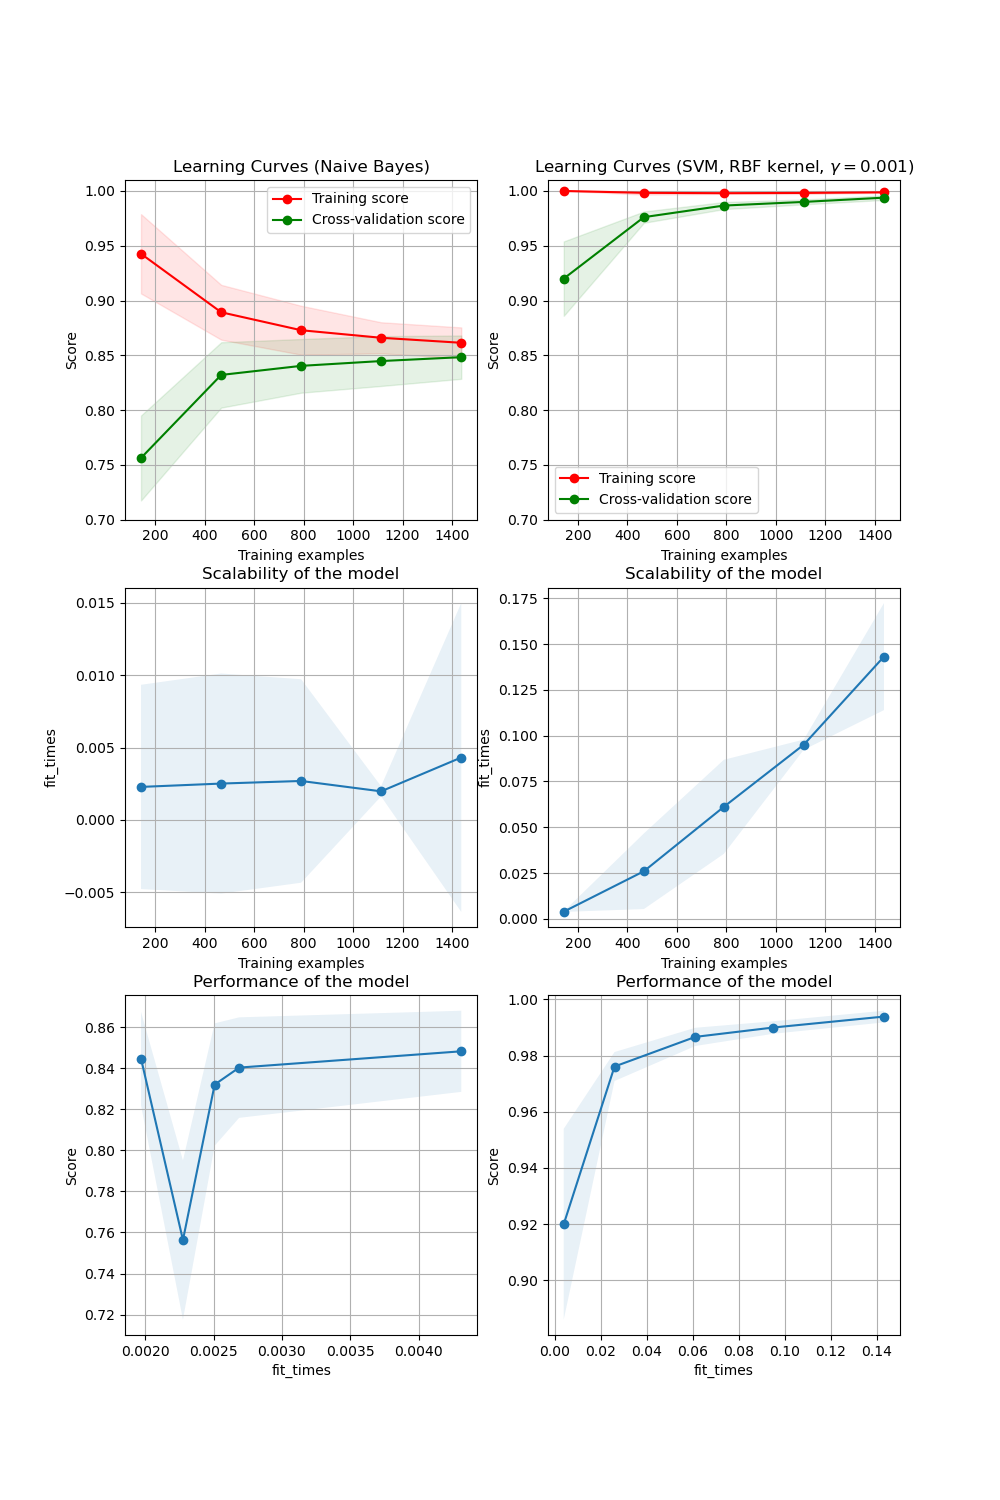 Learning Curves (Naive Bayes)
1.00
0.95
0.90
0.85
0.80
0.75
0.70
Score
Training score
Cross-validation score
200 400 600 800 1000 1200 1400
Training examples
Learning Curves (SVM, RBF kernel, γ = 0.001)
1.00
0.95
0.90
0.85
0.80
0.75
0.70
Score
Training score
Cross-validation score
200 400 600 800 1000 1200 1400
Training examples
Scalability of the model
0.015
0.010
0.005
0.000
−0.005
fit_times
200 400 600 800 1000 1200 1400
Training examples
Scalability of the model
0.175
0.150
0.125
0.100
0.075
0.050
0.025
0.000
fit_times
200 400 600 800 1000 1200 1400
Training examples
Performance of the model
0.86
0.84
0.82
0.80
0.78
0.76
0.74
0.72
Score
0.0020 0.0025 0.0030 0.0035 0.0040
fit_times
Performance of the model
1.00
0.98
0.96
0.94
0.92
0.90
Score
0.00 0.02 0.04 0.06 0.08 0.10 0.12 0.14
fit_times